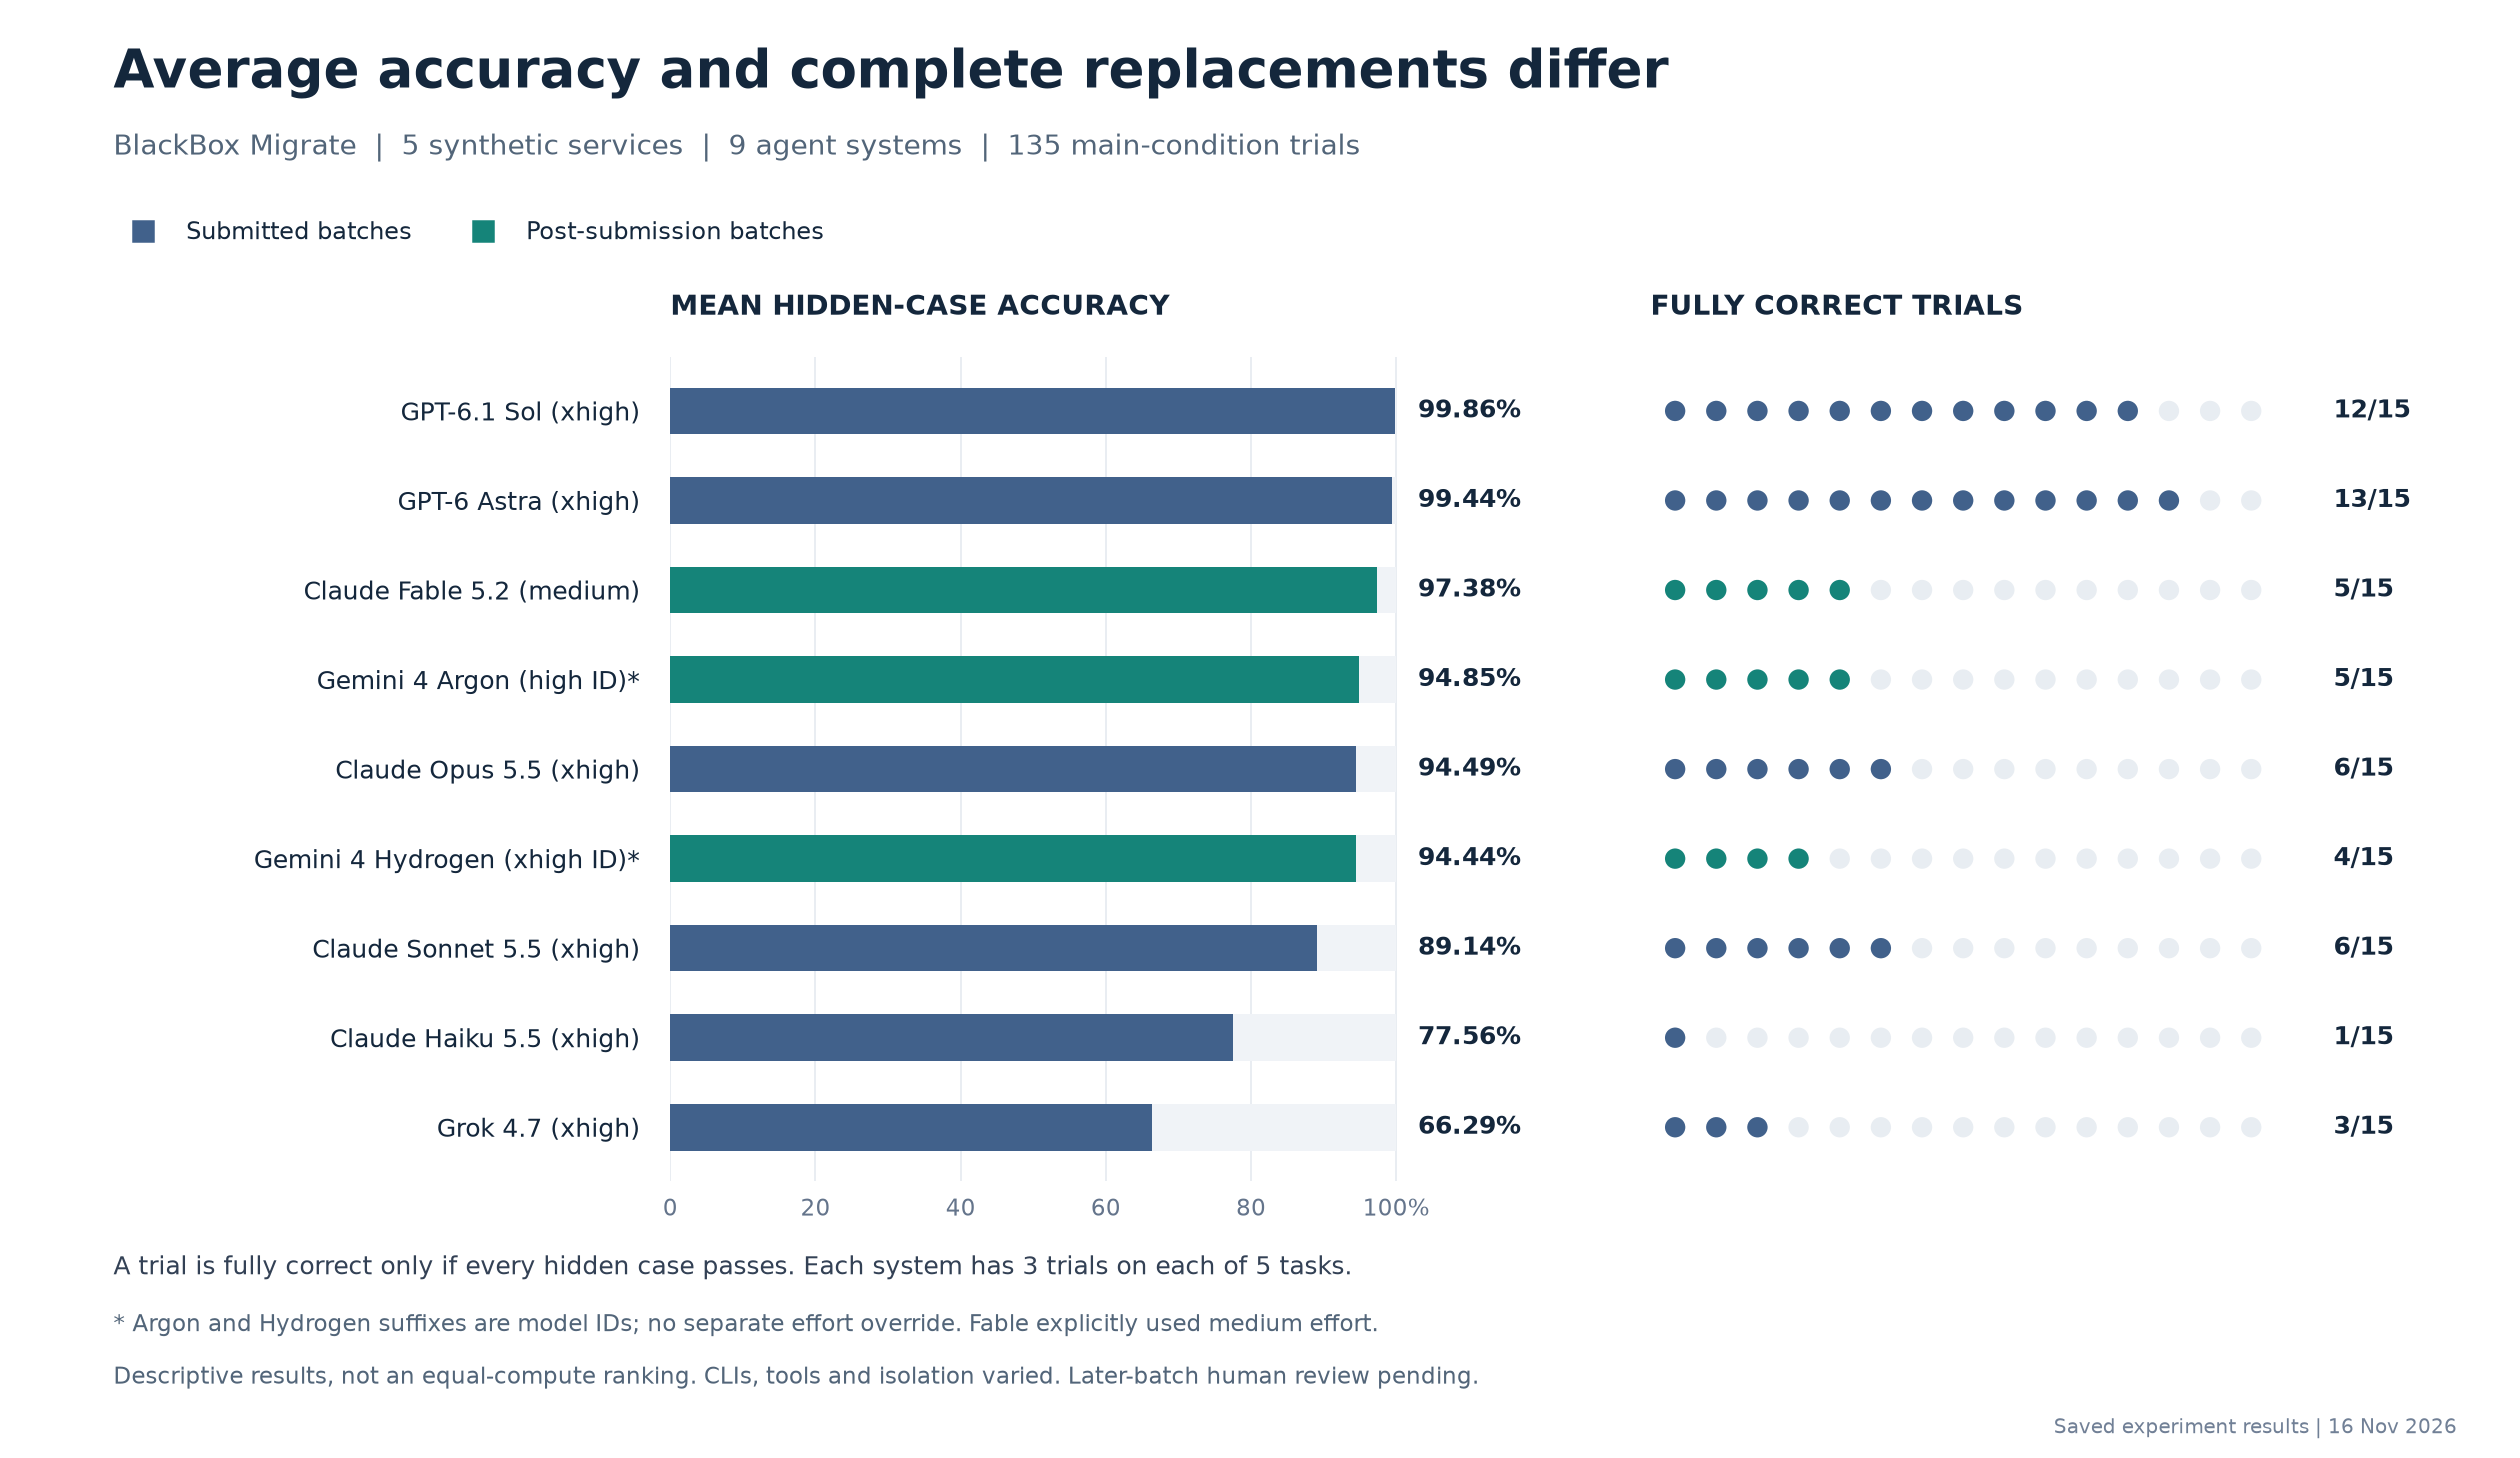 Average accuracy and complete replacements differ
BlackBox Migrate | 5 synthetic services | 9 agent systems | 135 main-condition trials
Submitted batches
Post-submission batches
MEAN HIDDEN-CASE ACCURACY
FULLY CORRECT TRIALS
GPT-6.1 Sol (xhigh) 99.86% 12/15
GPT-6 Astra (xhigh) 99.44% 13/15
Claude Fable 5.2 (medium) 97.38% 5/15
Gemini 4 Argon (high ID)* 94.85% 5/15
Claude Opus 5.5 (xhigh) 94.49% 6/15
Gemini 4 Hydrogen (xhigh ID)* 94.44% 4/15
Claude Sonnet 5.5 (xhigh) 89.14% 6/15
Claude Haiku 5.5 (xhigh) 77.56% 1/15
Grok 4.7 (xhigh) 66.29% 3/15
0 20 40 60 80 100%
A trial is fully correct only if every hidden case passes. Each system has 3 trials on each of 5 tasks.
* Argon and Hydrogen suffixes are model IDs; no separate effort override. Fable explicitly used medium effort.
Descriptive results, not an equal-compute ranking. CLIs, tools and isolation varied. Later-batch human review pending.
Saved experiment results | 16 Nov 2026